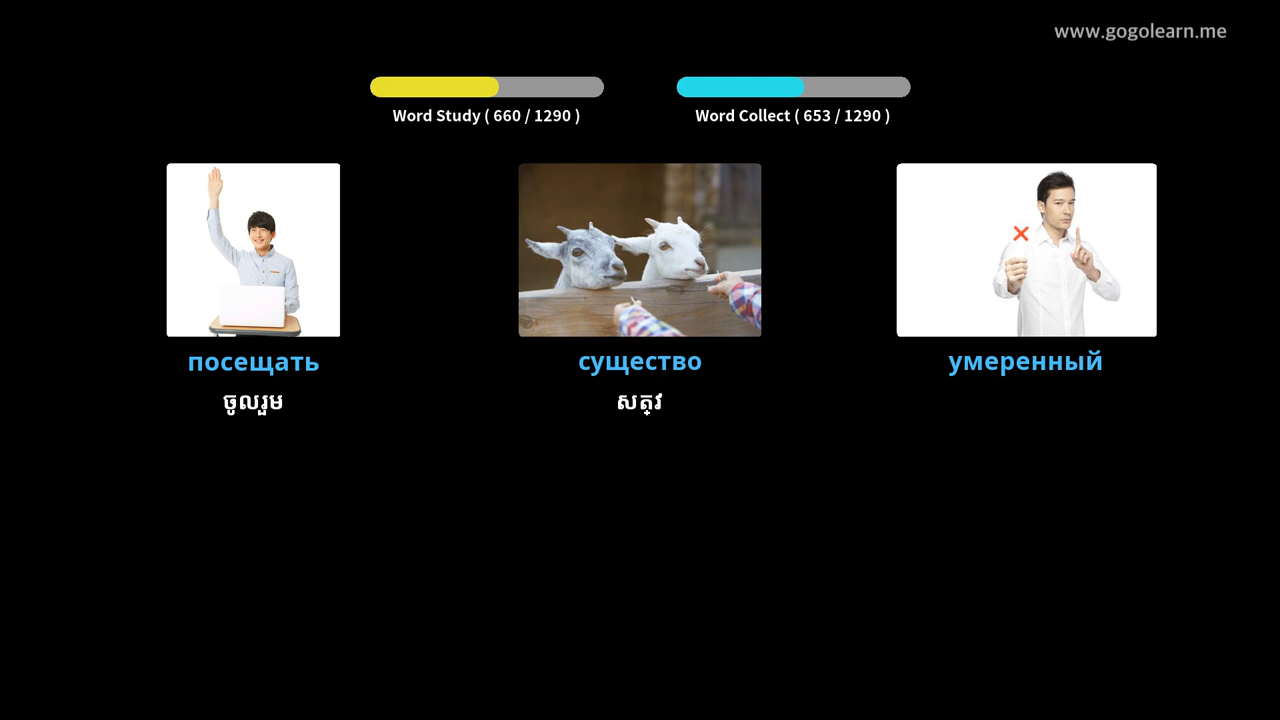 www.gogolearn.me
Word Study ( 660 / 1290 )
Word Collect ( 653 / 1290 )
посещать
существо
умеренный
ចូលរួម
សត្វ